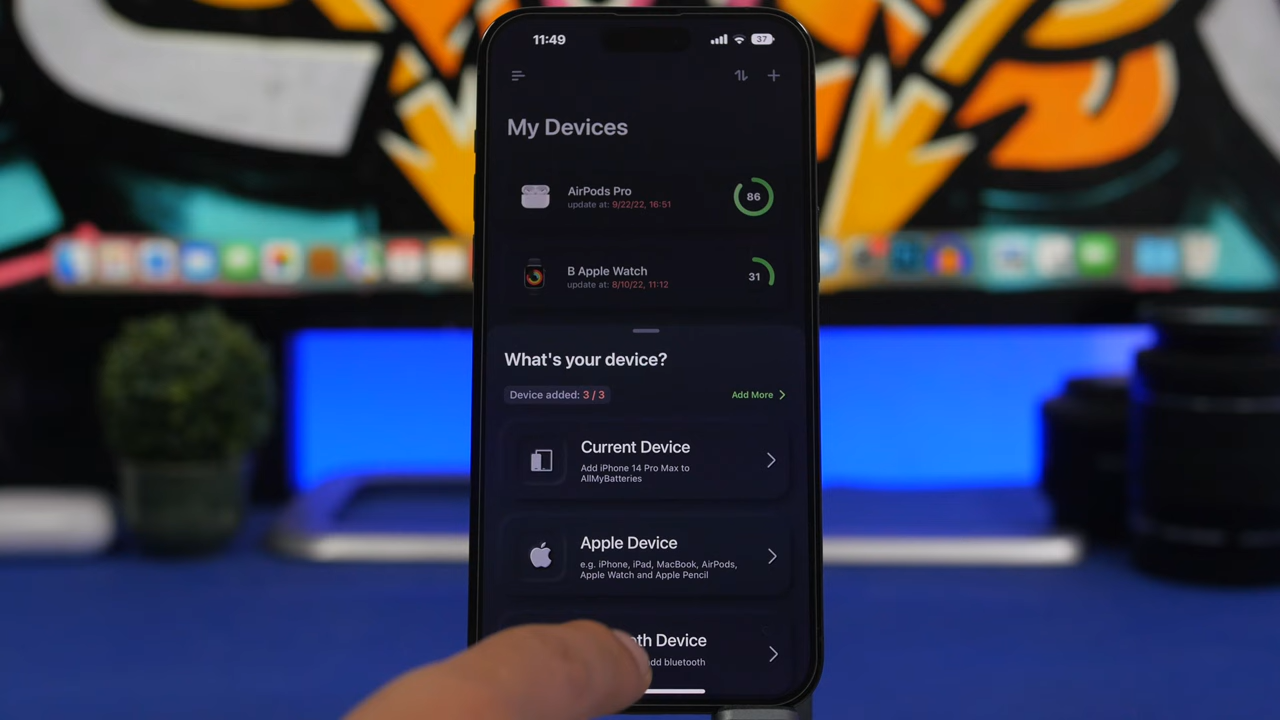 11:49
37
My Devices
AirPods Pro
update at: 9/22/22, 16:51
86
B Apple Watch
update at: 8/10/22, 11:12
31
What's your device?
Device added: 3 / 3
Add More
Current Device
Add iPhone 14 Pro Max to
AllMyBatteries
Apple Device
e.g. iPhone, iPad, MacBook, AirPods,
Apple Watch and Apple Pencil
th Device
dd bluetooth